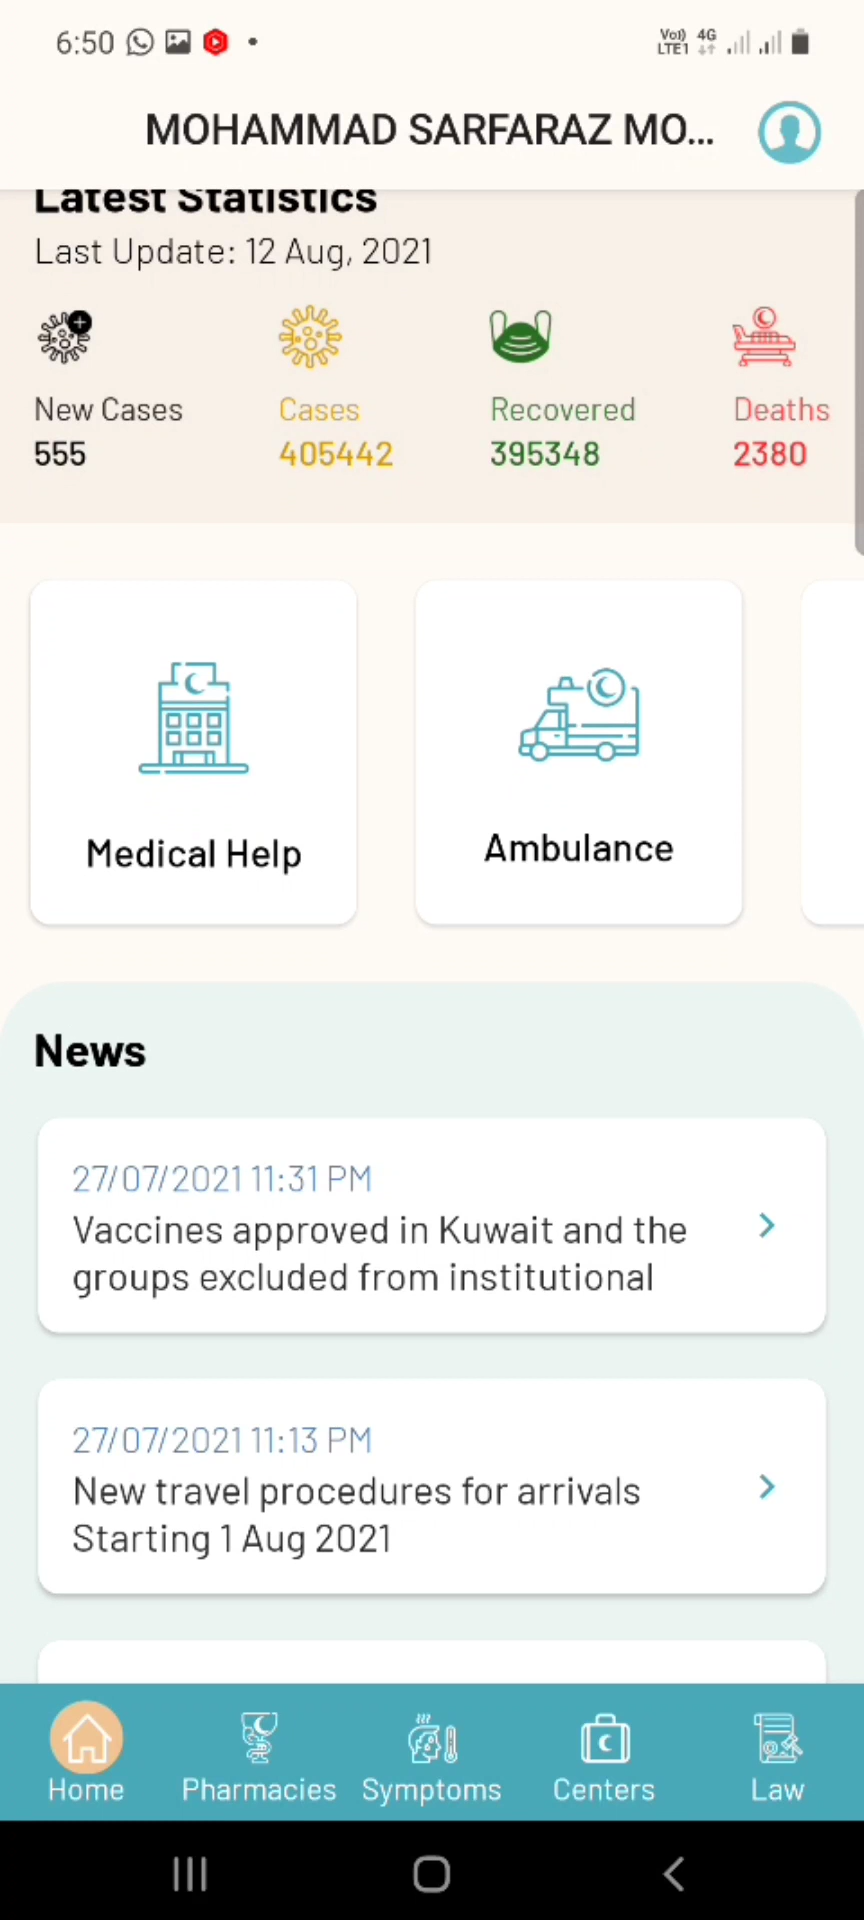 6:50
Vo)) 4G
LTE1
MOHAMMAD SARFARAZ MO...
Latest Statistics
Last Update: 12 Aug, 2021
New Cases Cases Recovered Deaths
555 405442 395348 2380
Medical Help Ambulance
News
27/07/2021 11:31 PM
Vaccines approved in Kuwait and the
groups excluded from institutional
27/07/2021 11:13 PM
New travel procedures for arrivals
Starting 1 Aug 2021
Home Pharmacies Symptoms Centers Law